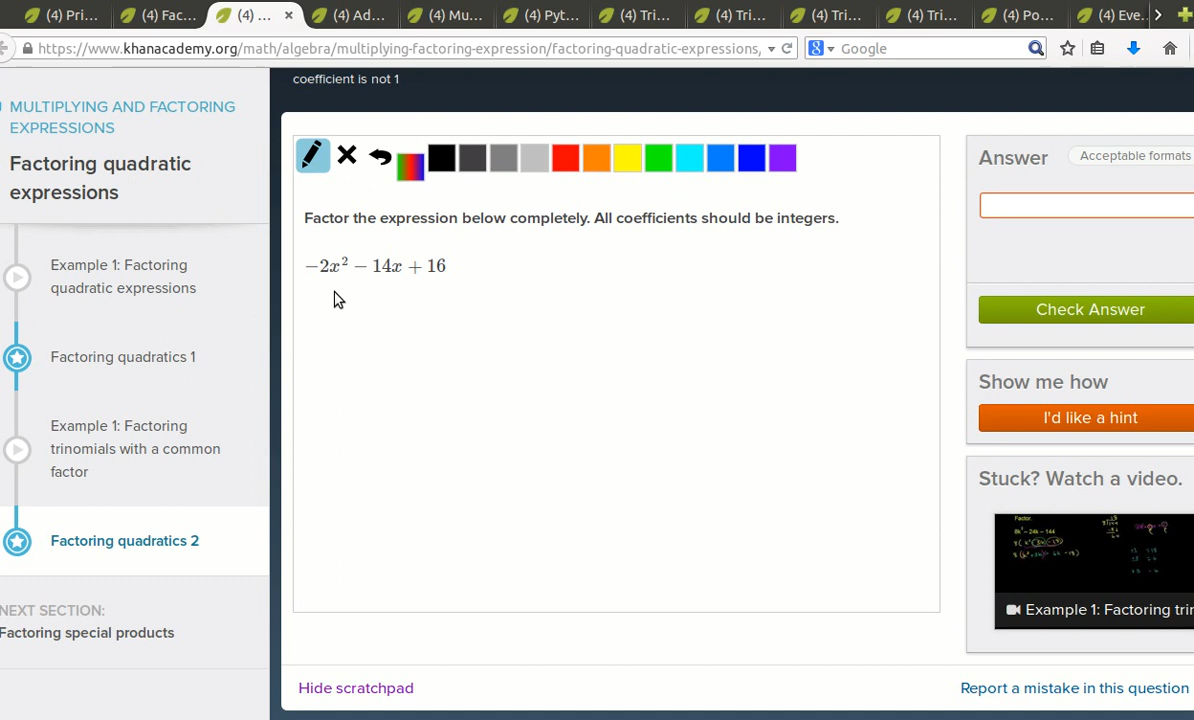 (4) Pri...
(4) Fac...
(4) ...
(4) Ad...
(4) Mu...
(4) Pyt...
(4) Tri...
(4) Tri...
(4) Tri...
(4) Tri...
(4) Po...
(4) Eve...
https://www.khanacademy.org/math/algebra/multiplying-factoring-expression/factoring-quadratic-expressions,
Google
coefficient is not 1
MULTIPLYING AND FACTORING
EXPRESSIONS
Factoring quadratic
expressions
Example 1: Factoring
quadratic expressions
Factoring quadratics 1
Example 1: Factoring
trinomials with a common
factor
Factoring quadratics 2
NEXT SECTION:
Factoring special products
Factor the expression below completely. All coefficients should be integers.
−2x² − 14x + 16
Hide scratchpad
Answer
Acceptable formats
Check Answer
Show me how
I'd like a hint
Stuck? Watch a video.
Factor.
8k² − 24k − 144
Example 1: Factoring tri
Report a mistake in this question